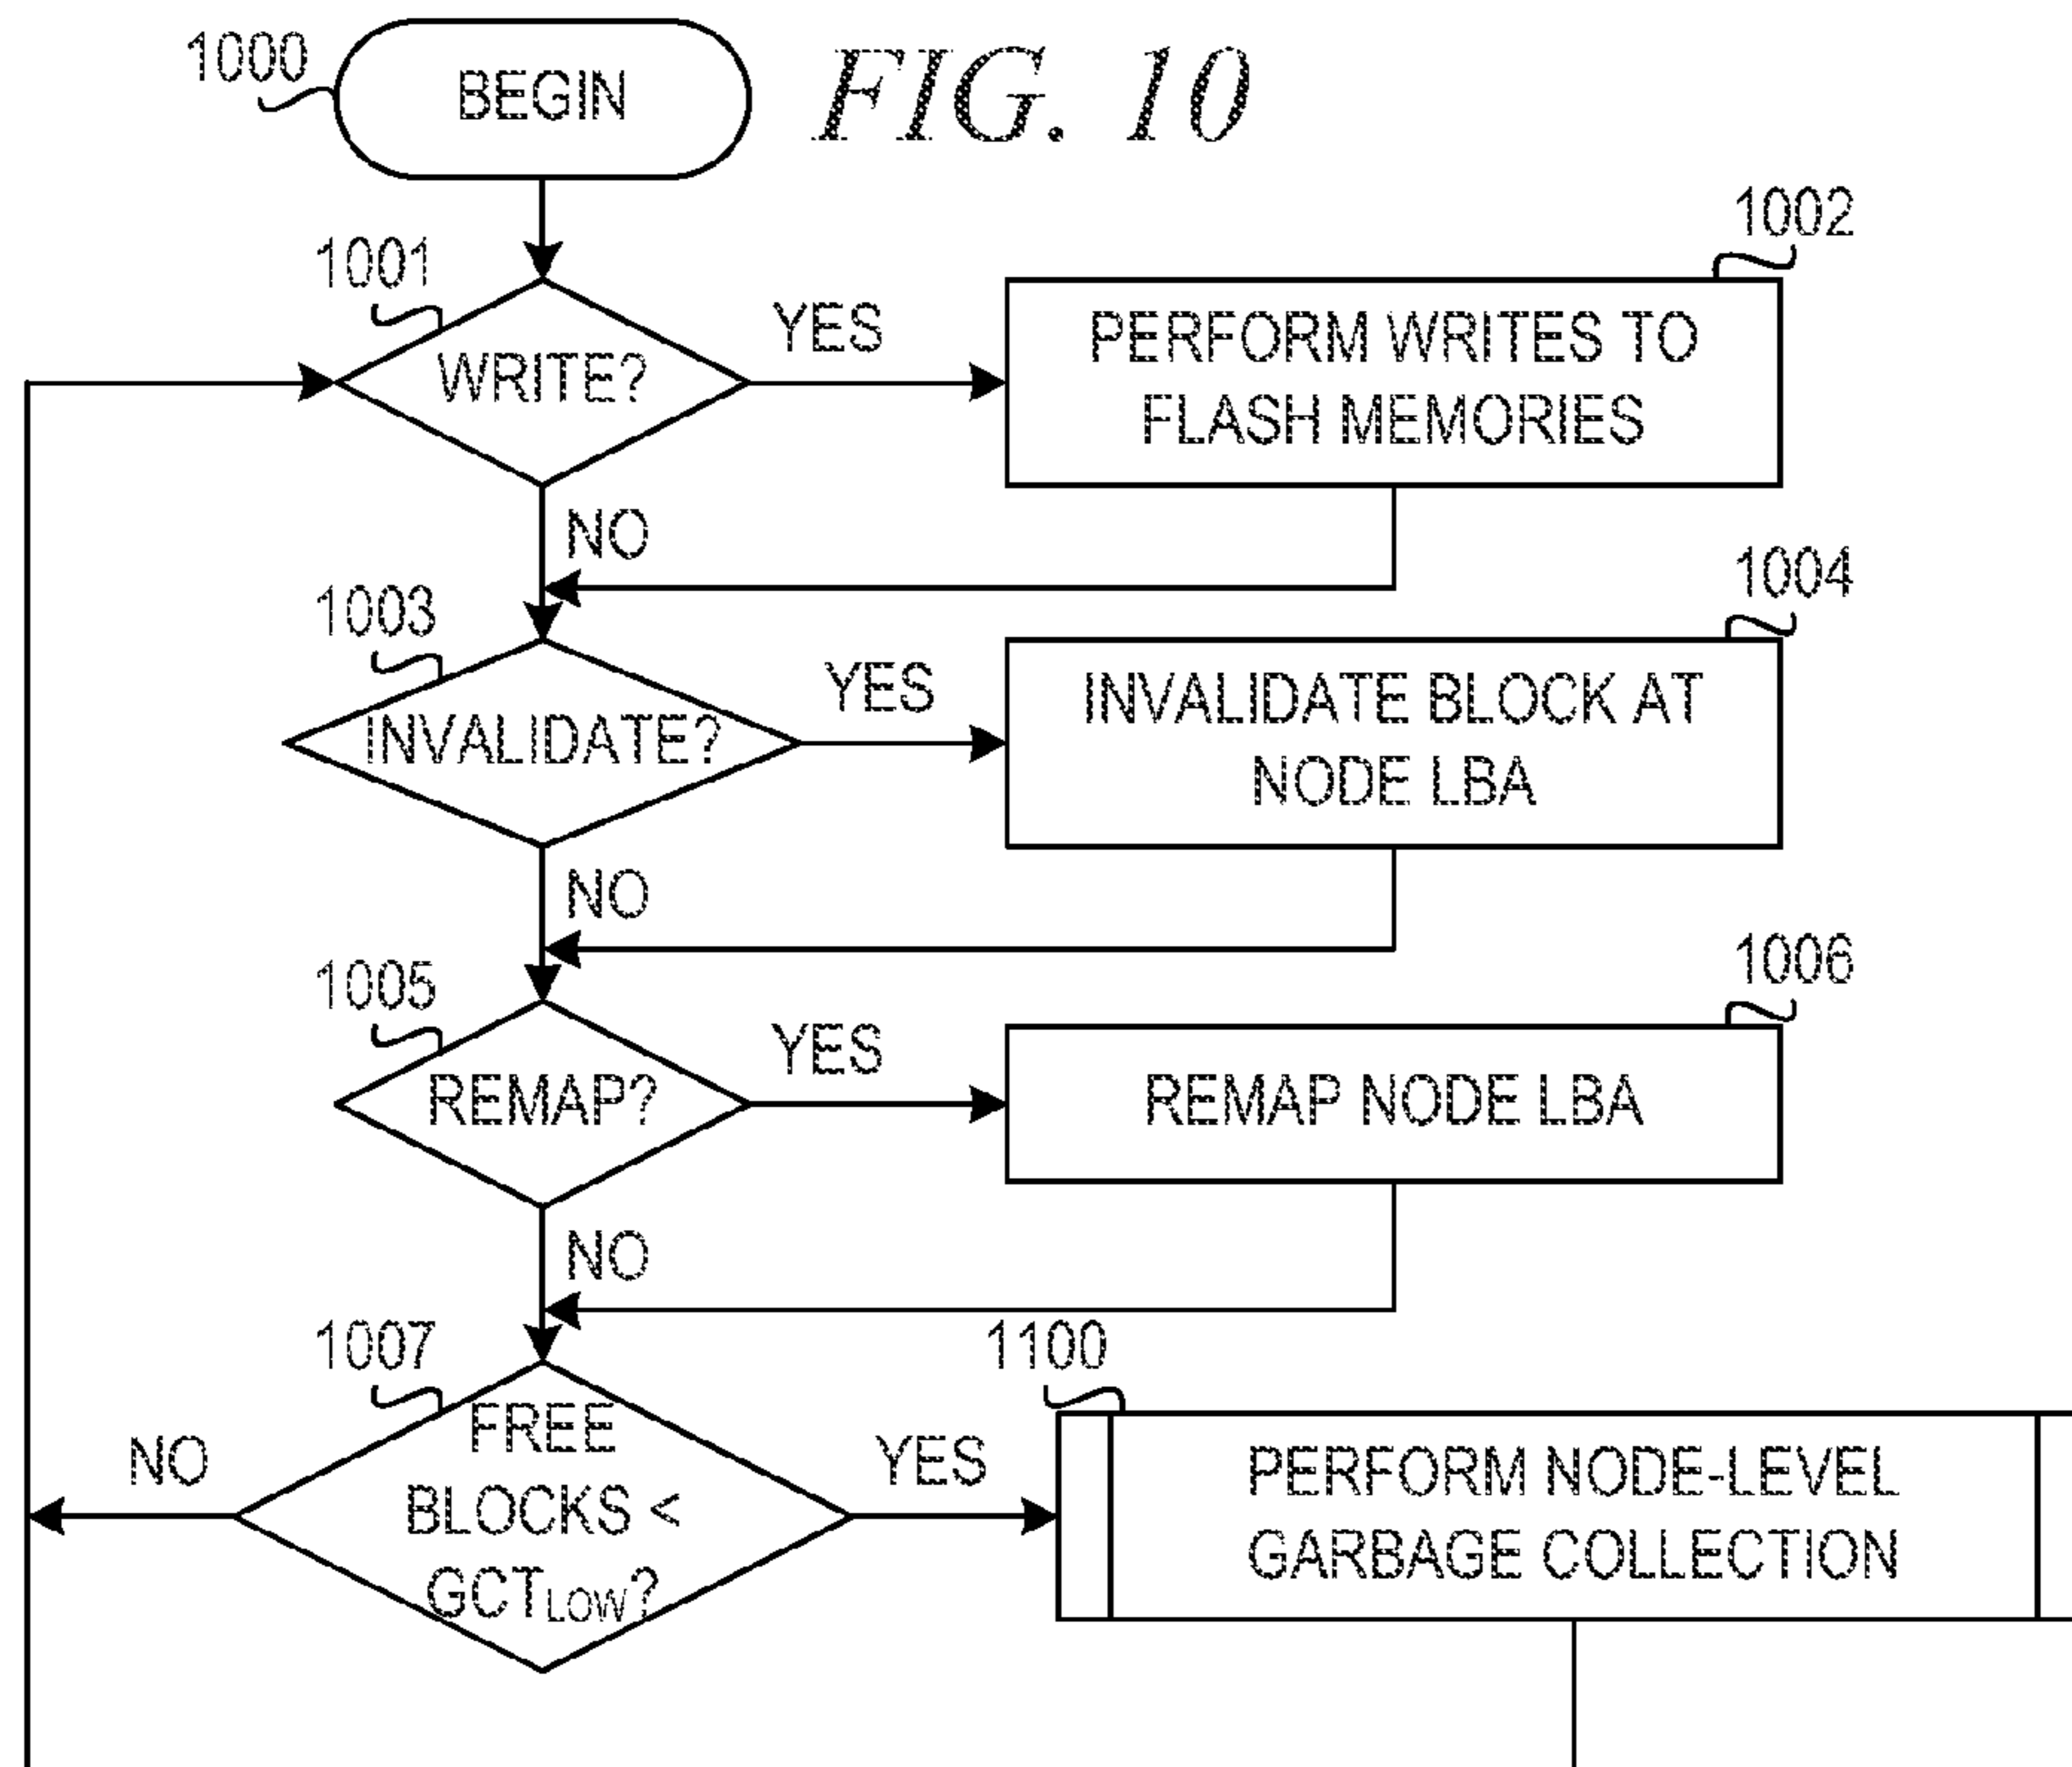 1000
BEGIN
FIG. 10
1001
WRITE?
YES
1002
PERFORM WRITES TO
FLASH MEMORIES
NO
1003
INVALIDATE?
YES
1004
INVALIDATE BLOCK AT
NODE LBA
NO
1005
REMAP?
YES
1006
REMAP NODE LBA
NO
1007
FREE
BLOCKS <
GCTLOW?
NO
YES
1100
PERFORM NODE-LEVEL
GARBAGE COLLECTION